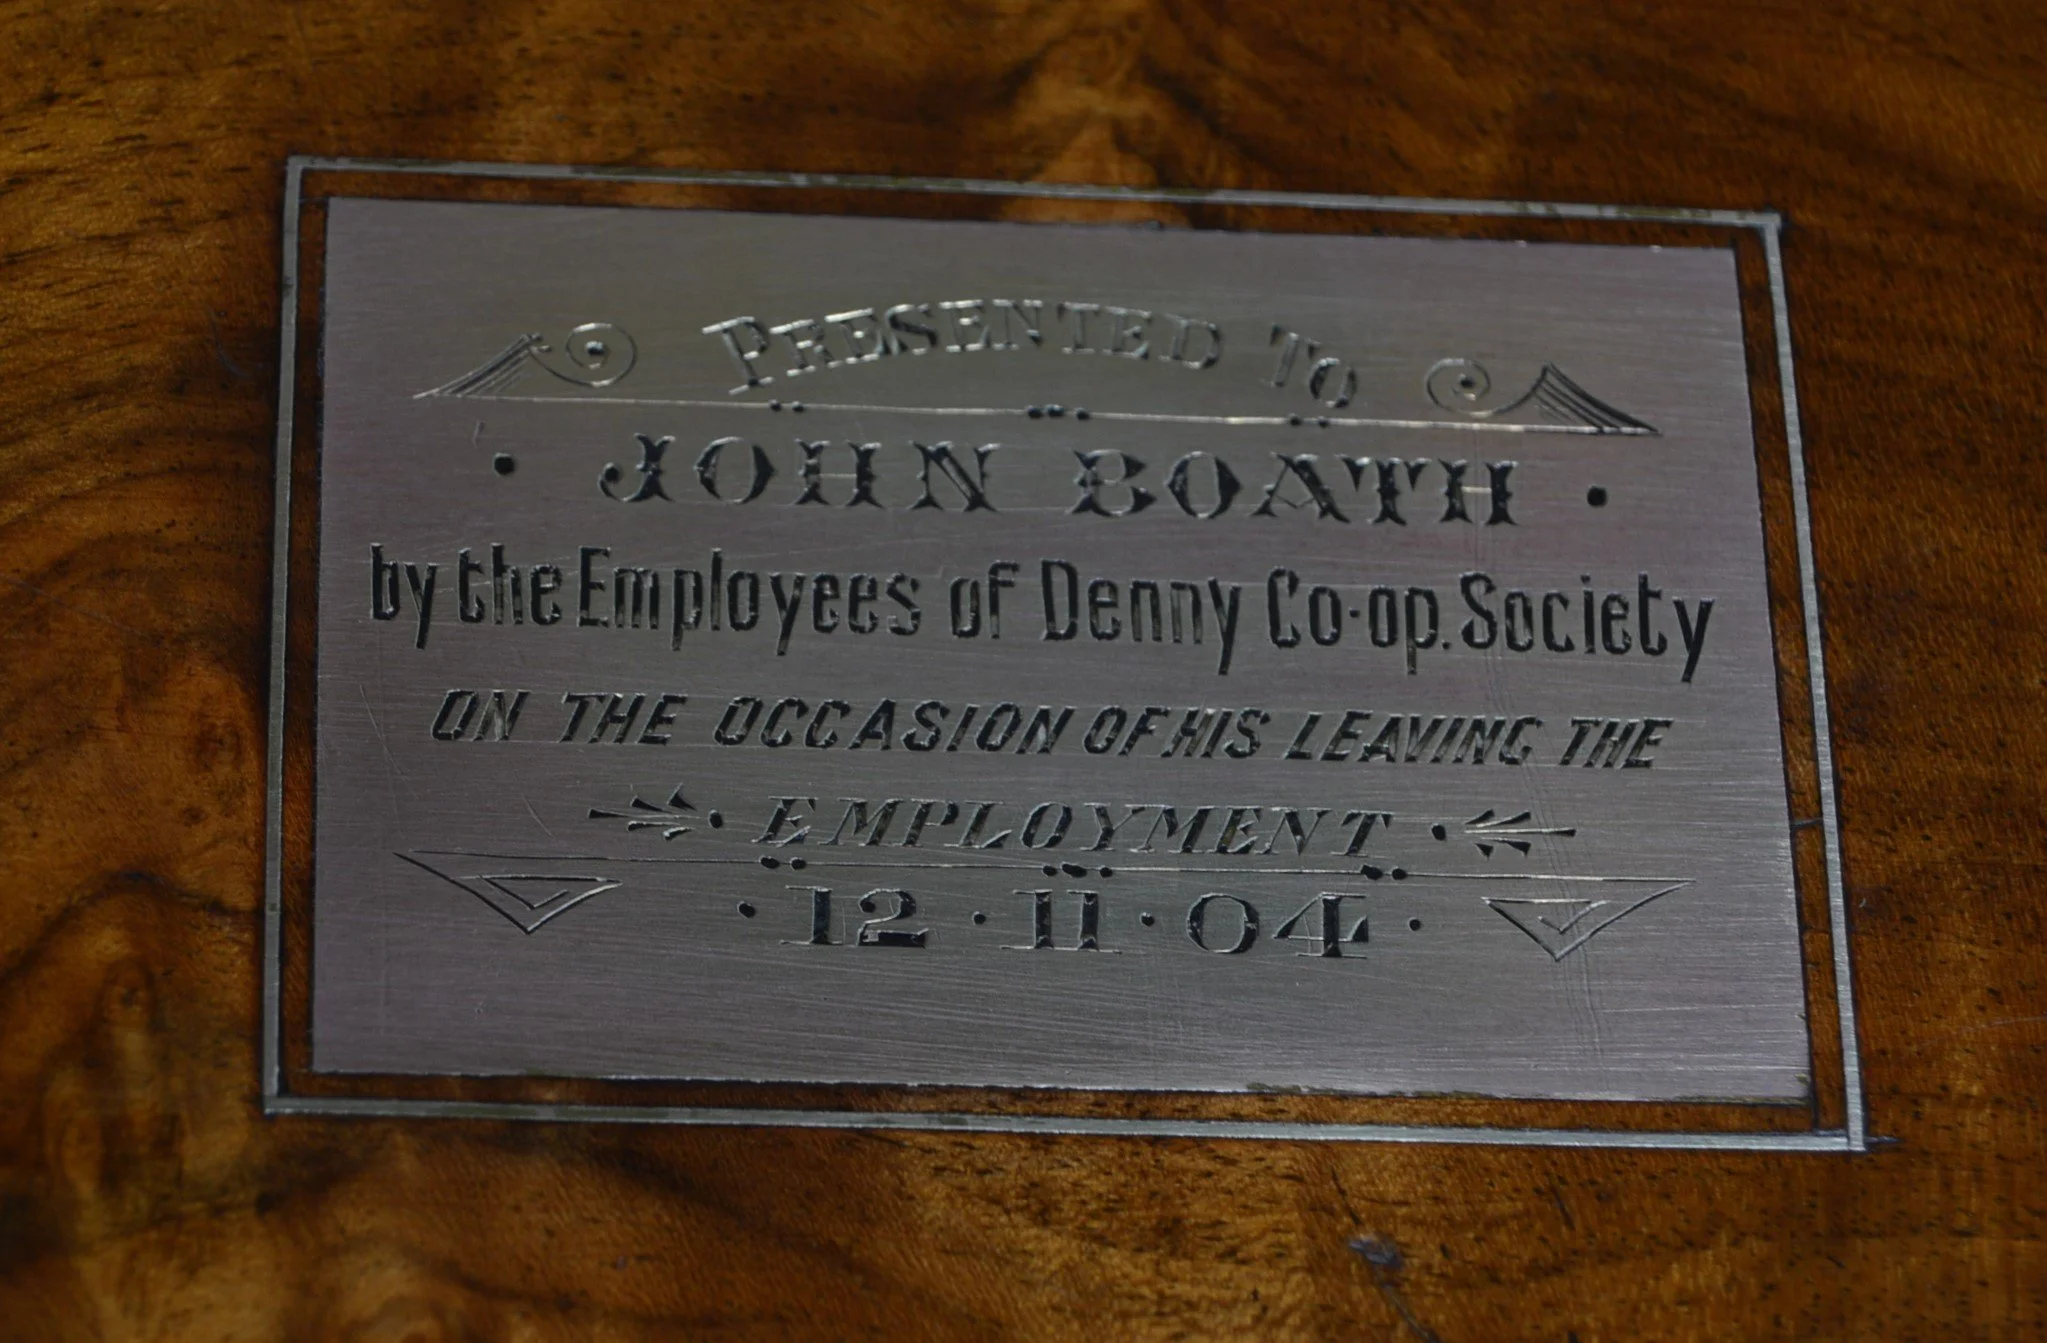 PRESENTED TO
· JOHN BOATH ·
by the Employees of Denny Co-op. Society
ON THE OCCASION OF HIS LEAVING THE
· EMPLOYMENT ·
· 12 · 11 · 04 ·